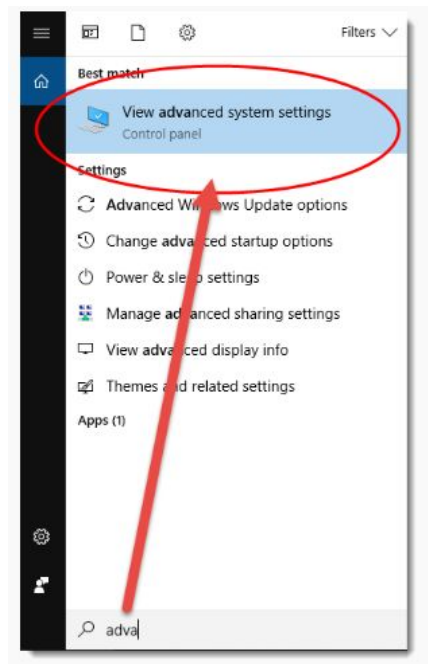 Filters
Best match
View advanced system settings
Control panel
Settings
Advanced Windows Update options
Change advanced startup options
Power & sleep settings
Manage advanced sharing settings
View advanced display info
Themes and related settings
Apps (1)
adva